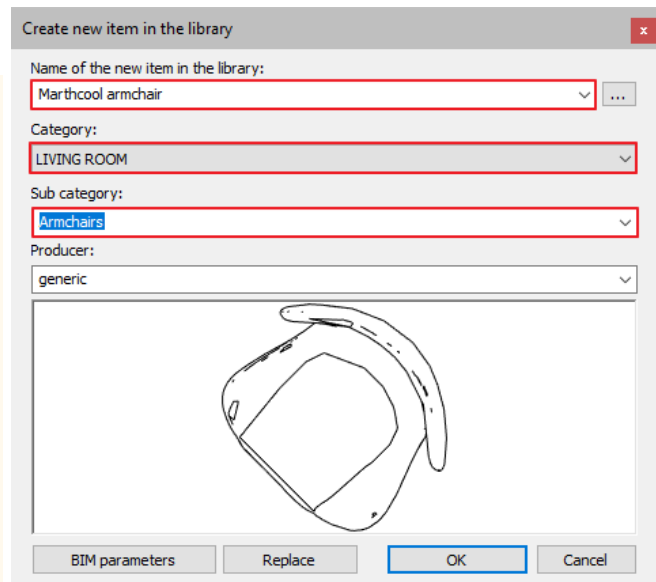 Create new item in the library
x
Name of the new item in the library:
Marthcool armchair
...
Category:
LIVING ROOM
Sub category:
Armchairs
Producer:
generic
BIM parameters
Replace
OK
Cancel